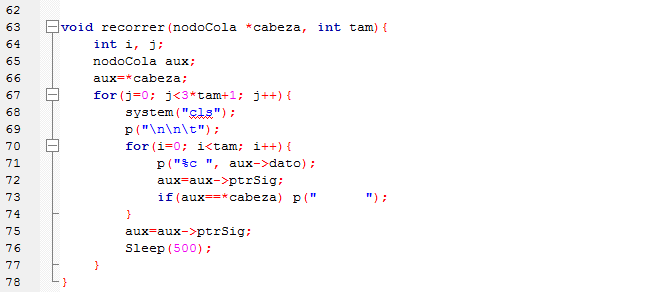 62
63 void recorrer(nodoCola *cabeza, int tam){
64     int i, j;
65     nodoCola aux;
66     aux=*cabeza;
67     for(j=0; j<3*tam+1; j++){
68         system("cls");
69         p("\n\n\t");
70         for(i=0; i<tam; i++){
71             p("%c ", aux->dato);
72             aux=aux->ptrSig;
73             if(aux==*cabeza) p("      ");
74         }
75         aux=aux->ptrSig;
76         Sleep(500);
77     }
78 }